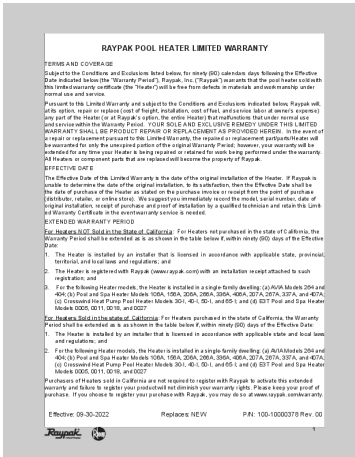 RAYPAK POOL HEATER LIMITED WARRANTY
TERMS AND COVERAGE
Subject to the Conditions and Exclusions listed below, for ninety (90) calendars days following the Effective
Date indicated below (the "Warranty Period"), Raypak, Inc. ("Raypak") warrants that the pool heater sold with
this limited warranty certificate (the "Heater") will be free from defects in materials and workmanship under
normal use and service.
Pursuant to this Limited Warranty and subject to the Conditions and Exclusions indicated below, Raypak will,
at its option, repair or replace (cost of freight, installation, cost of fuel, and service labor at owner's expense)
any part of the Heater (or at Raypak's option, the entire Heater) that malfunctions that under normal use
and service within the Warranty Period. YOUR SOLE AND EXCLUSIVE REMEDY UNDER THIS LIMITED
WARRANTY SHALL BE PRODUCT REPAIR OR REPLACEMENT AS PROVIDED HEREIN. In the event of
a repair or replacement pursuant to this Limited Warranty, the repaired or replacement part/parts/Heater will
be warranted for only the unexpired portion of the original Warranty Period; however, your warranty will be
extended for any time your Heater is being repaired or retained for work being performed under the warranty.
All Heaters or components parts that are replaced will become the property of Raypak.
EFFECTIVE DATE
The Effective Date of this Limited Warranty is the date of the original installation of the Heater. If Raypak is
unable to determine the date of the original installation, to its satisfaction, then the Effective Date shall be
the date of purchase of the Heater as stated on the purchase invoice or receipt from the point of purchase
(distributor, retailer, or online store). We suggest you immediately record the model, serial number, date of
original installation, receipt of purchase and proof of installation by a qualified technician and retain this Limit-
ed Warranty Certificate in the event warranty service is needed.
EXTENDED WARRANTY PERIOD
For Heaters NOT Sold in the State of California: For Heaters not purchased in the state of California, the
Warranty Period shall be extended as is as shown in the table below if, within ninety (90) days of the Effective
Date:
1. The Heater is installed by an installer that is licensed in accordance with applicable state, provincial,
territorial, and local laws and regulations; and
2. The Heater is registered with Raypak (www.raypak.com) with an installation receipt attached to such
registration; and
3. For the following Heater models, the Heater is installed in a single-family dwelling: (a) AVIA Models 264 and
404; (b) Pool and Spa Heater Models 106A, 156A, 206A, 266A, 336A, 406A, 207A, 267A, 337A, and 407A;
(c) Crosswind Heat Pump Pool Heater Models 30-I, 40-I, 50-I, and 65-I; and (d) E3T Pool and Spa Heater
Models 0005, 0011, 0018, and 0027
For Heaters Sold in the state of California: For Heaters purchased in the state of California, the Warranty
Period shall be extended as is as shown in the table below if, within ninety (90) days of the Effective Date:
1. The Heater is installed by an installer that is licensed in accordance with applicable state and local laws
and regulations; and
2. For the following Heater models, the Heater is installed in a single-family dwelling: (a) AVIA Models 264 and
404; (b) Pool and Spa Heater Models 106A, 156A, 206A, 266A, 336A, 406A, 207A, 267A, 337A, and 407A;
(c) Crosswind Heat Pump Pool Heater Models 30-I, 40-I, 50-I, and 65-I; and (d) E3T Pool and Spa Heater
Models 0005, 0011, 0018, and 0027
Purchasers of Heaters sold in California are not required to register with Raypak to activate this extended
warranty and failure to register your product will not diminish your warranty rights. Please keep your proof of
purchase. If you choose to register your purchase with Raypak, you may do so at www.raypak.com/warranty.
Effective: 09-30-2022 Replaces: NEW P/N: 100-10000378 Rev. 00
Raypak Rheem 1